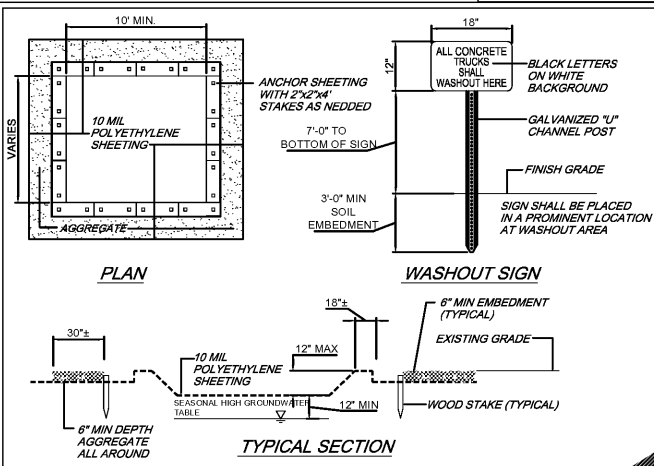 10' MIN.
VARIES
10 MIL
POLYETHYLENE
SHEETING
AGGREGATE
ANCHOR SHEETING
WITH 2"x2"x4'
STAKES AS NEDDED
PLAN
18"
12"
ALL CONCRETE
TRUCKS
SHALL
WASHOUT HERE
BLACK LETTERS
ON WHITE
BACKGROUND
GALVANIZED "U"
CHANNEL POST
7'-0" TO
BOTTOM OF SIGN
3'-0" MIN
SOIL
EMBEDMENT
FINISH GRADE
SIGN SHALL BE PLACED
IN A PROMINENT LOCATION
AT WASHOUT AREA
WASHOUT SIGN
30"±
10 MIL
POLYETHYLENE
SHEETING
12" MAX
18"±
6" MIN EMBEDMENT
(TYPICAL)
EXISTING GRADE
SEASONAL HIGH GROUNDWATER
TABLE
12" MIN
WOOD STAKE (TYPICAL)
6" MIN DEPTH
AGGREGATE
ALL AROUND
TYPICAL SECTION